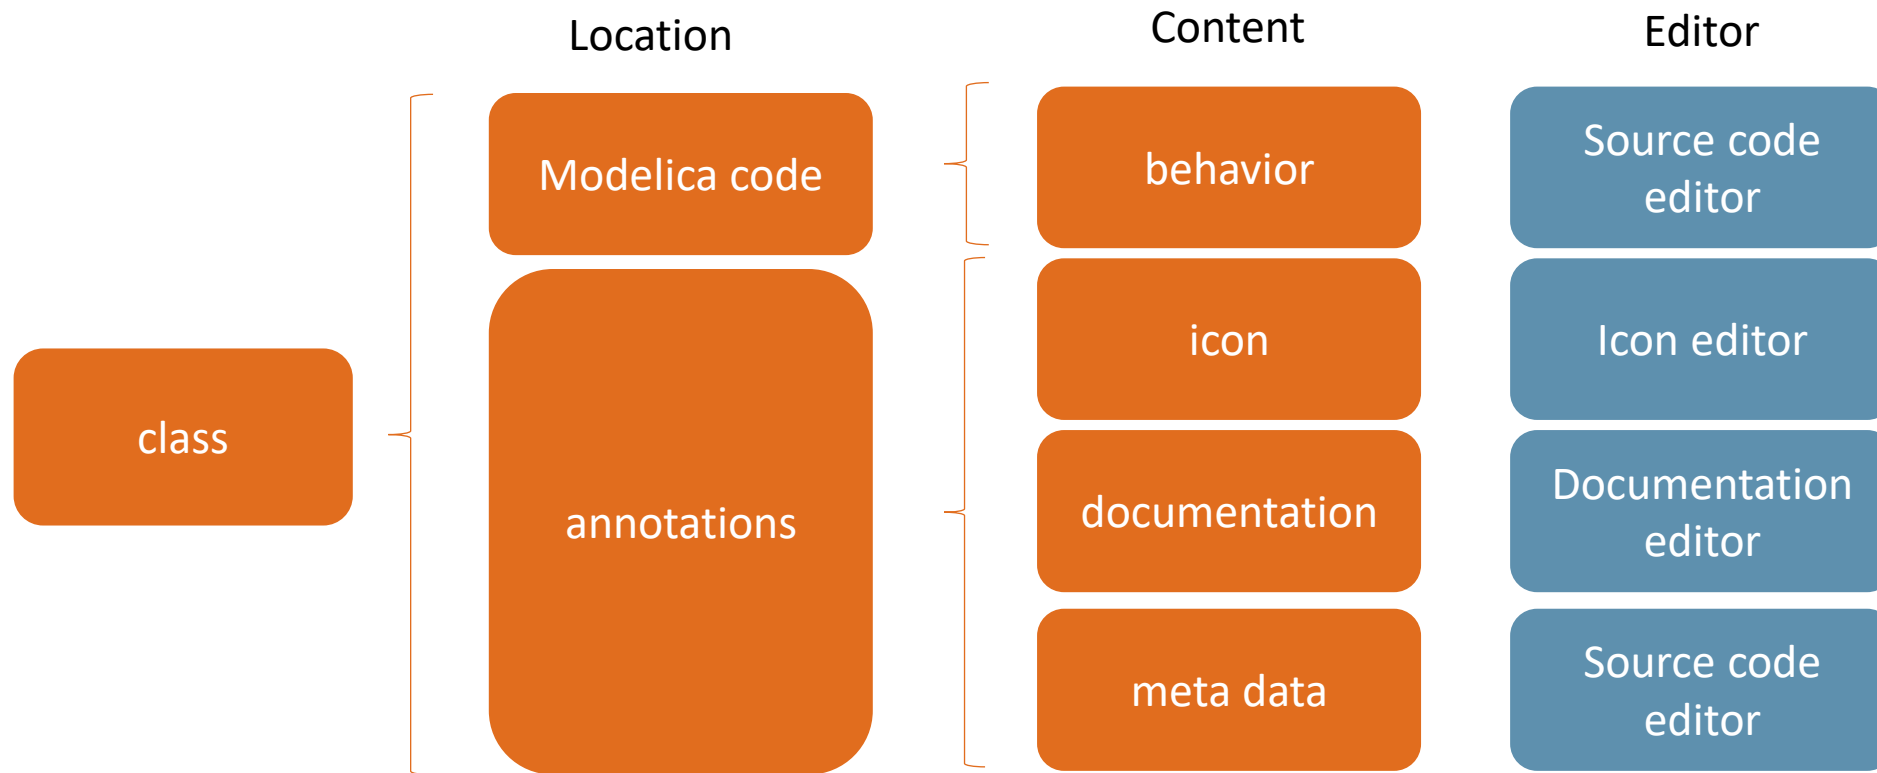 Location
Content
Editor
Modelica code
behavior
Source code
editor
icon
Icon editor
class
annotations
documentation
Documentation
editor
meta data
Source code
editor